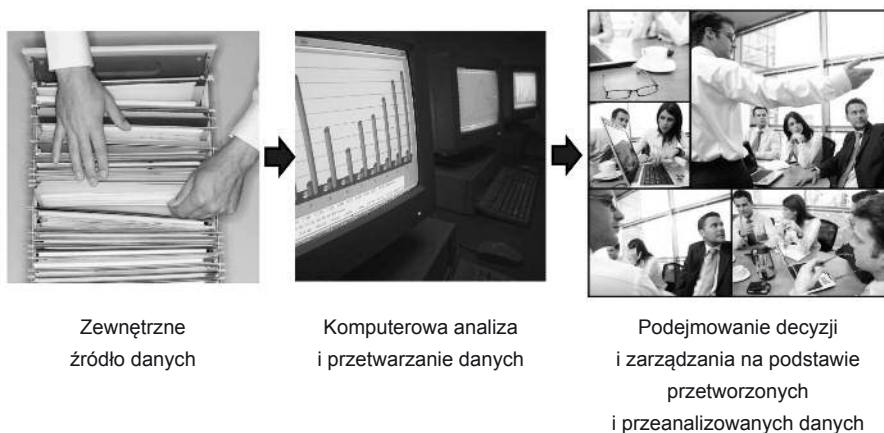 Zewnętrzne
źródło danych
Komputerowa analiza
i przetwarzanie danych
Podejmowanie decyzji
i zarządzania na podstawie
przetworzonych
i przeanalizowanych danych